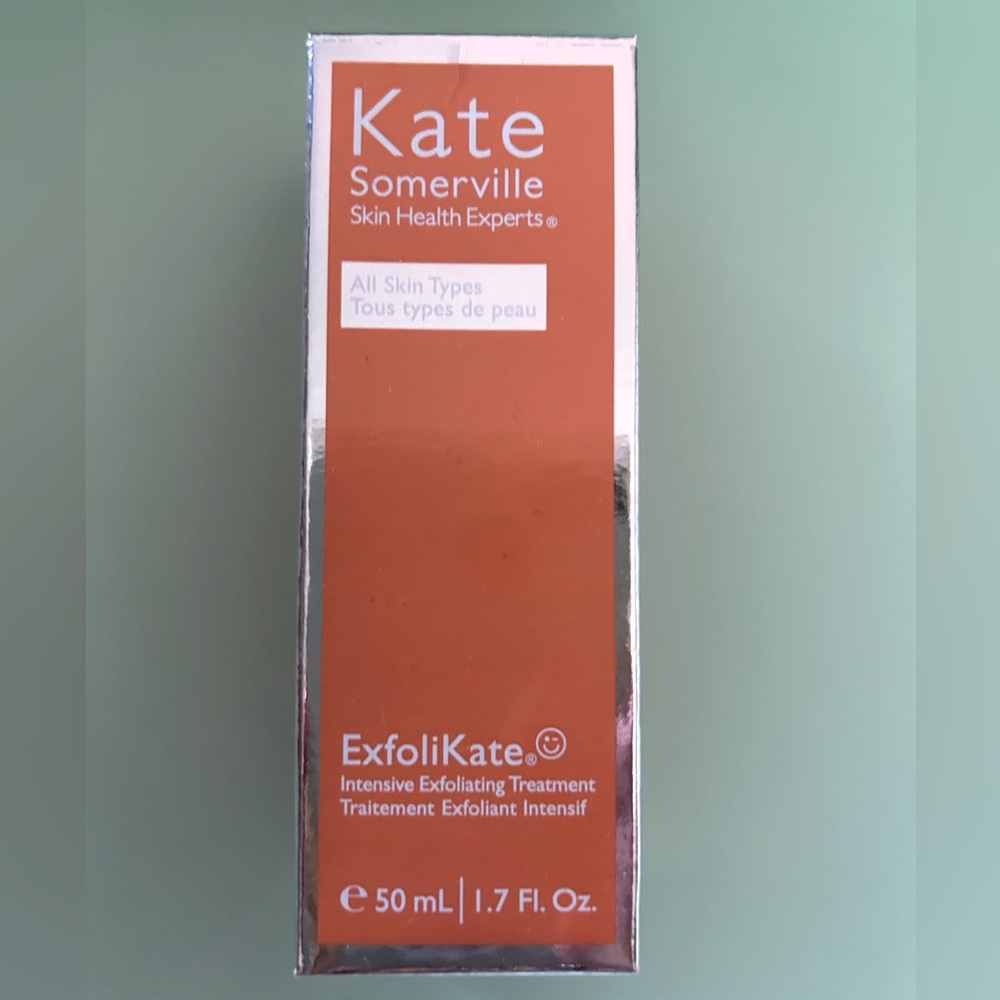 Kate
Somerville
Skin Health Experts®
All Skin Types
Tous types de peau
ExfoliKate®
Intensive Exfoliating Treatment
Traitement Exfoliant Intensif
℮ 50 mL | 1.7 Fl. Oz.